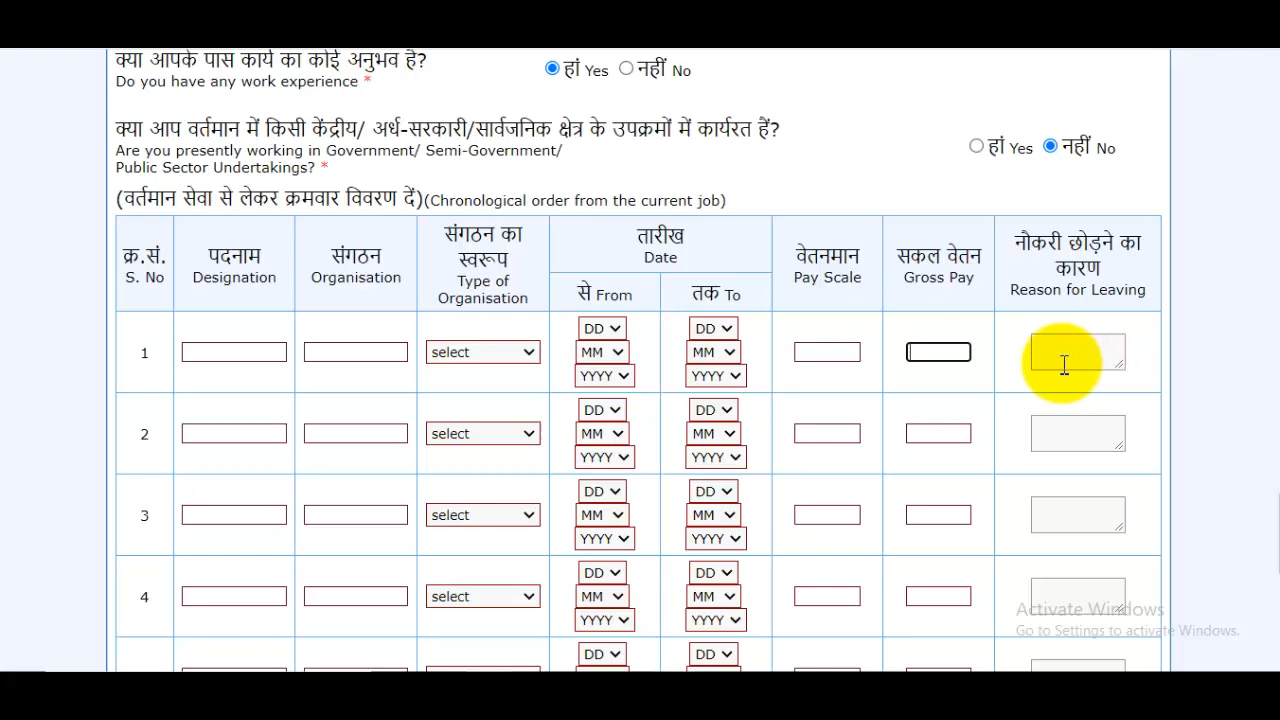 क्या आपके पास कार्य का कोई अनुभव है?
Do you have any work experience *
हां Yes नहीं No
क्या आप वर्तमान में किसी केंद्रीय/ अर्ध-सरकारी/सार्वजनिक क्षेत्र के उपक्रमों में कार्यरत हैं?
Are you presently working in Government/ Semi-Government/
Public Sector Undertakings? *
हां Yes नहीं No
(वर्तमान सेवा से लेकर क्रमवार विवरण दें)(Chronological order from the current job)
क्र.सं.
S. No
पदनाम
Designation
संगठन
Organisation
संगठन का
स्वरूप
Type of
Organisation
तारीख
Date
से From
तक To
वेतनमान
Pay Scale
सकल वेतन
Gross Pay
नौकरी छोड़ने का
कारण
Reason for Leaving
1
select
DD
MM
YYYY
DD
MM
YYYY
2
select
DD
MM
YYYY
DD
MM
YYYY
3
select
DD
MM
YYYY
DD
MM
YYYY
4
select
DD
MM
YYYY
DD
MM
YYYY
DD
DD
Activate Windows
Go to Settings to activate Windows.